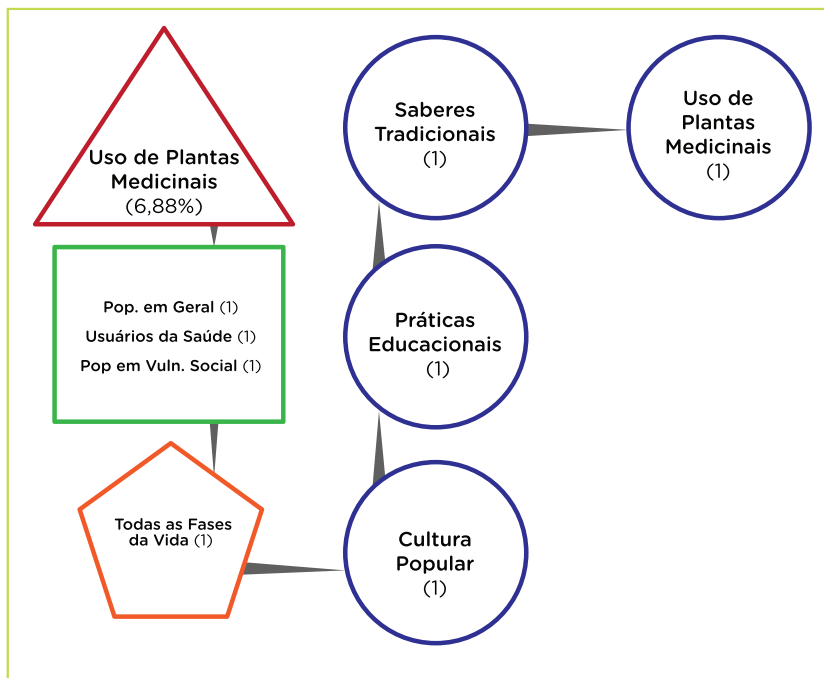 Uso de Plantas
Medicinais
(6,88%)
Pop. em Geral (1)
Usuários da Saúde (1)
Pop em Vuln. Social (1)
Todas as Fases
da Vida (1)
Cultura
Popular
(1)
Práticas
Educacionais
(1)
Saberes
Tradicionais
(1)
Uso de
Plantas
Medicinais
(1)